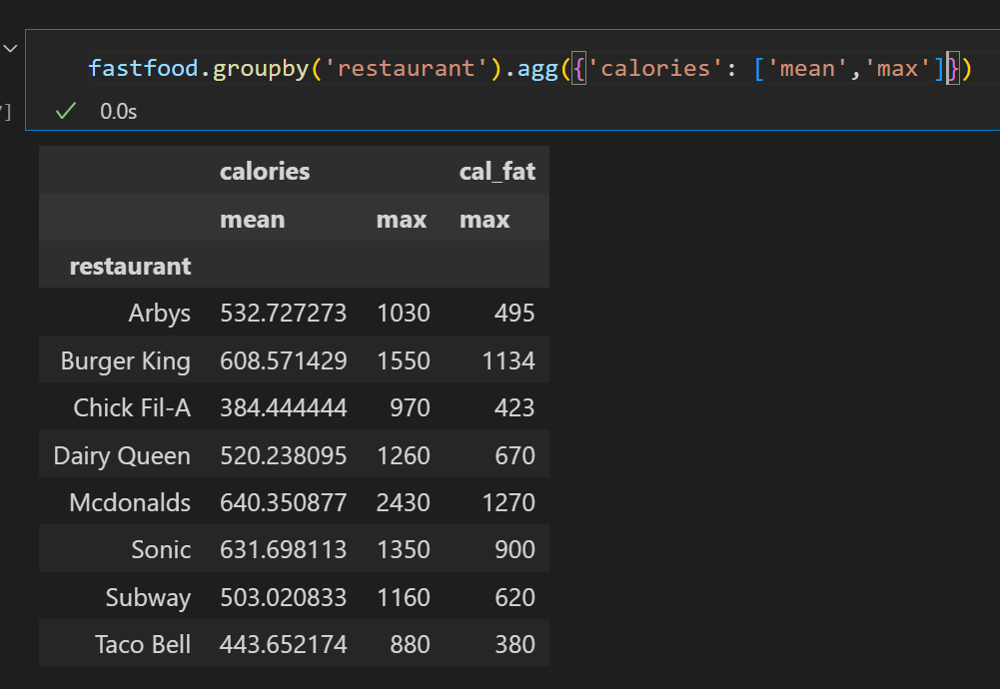 fastfood.groupby('restaurant').agg({'calories': ['mean','max']})
]
0.0s
calories cal_fat
mean max max
restaurant
Arbys 532.727273 1030 495
Burger King 608.571429 1550 1134
Chick Fil-A 384.444444 970 423
Dairy Queen 520.238095 1260 670
Mcdonalds 640.350877 2430 1270
Sonic 631.698113 1350 900
Subway 503.020833 1160 620
Taco Bell 443.652174 880 380